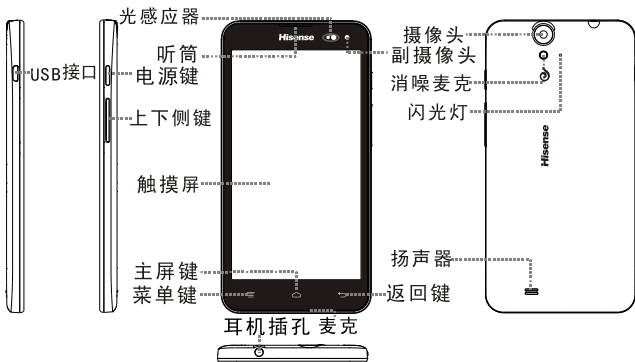 光感应器
Hisense
听筒
USB接口
电源键
上下侧键
触摸屏
主屏键
菜单键
耳机插孔
麦克
副摄像头
返回键
摄像头
消噪麦克
闪光灯
Hisense
扬声器